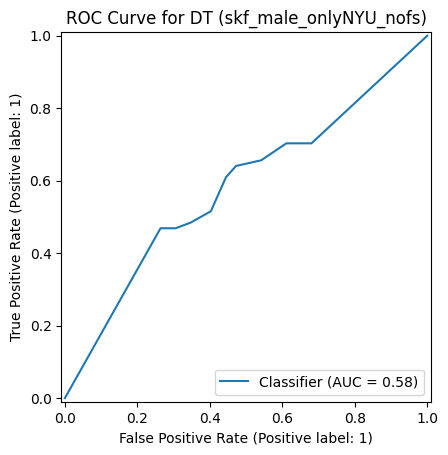 ROC Curve for DT (skf_male_onlyNYU_nofs)
1.0
0.8
0.6
0.4
0.2
0.0
True Positive Rate (Positive label: 1)
Classifier (AUC = 0.58)
0.0 0.2 0.4 0.6 0.8 1.0
False Positive Rate (Positive label: 1)